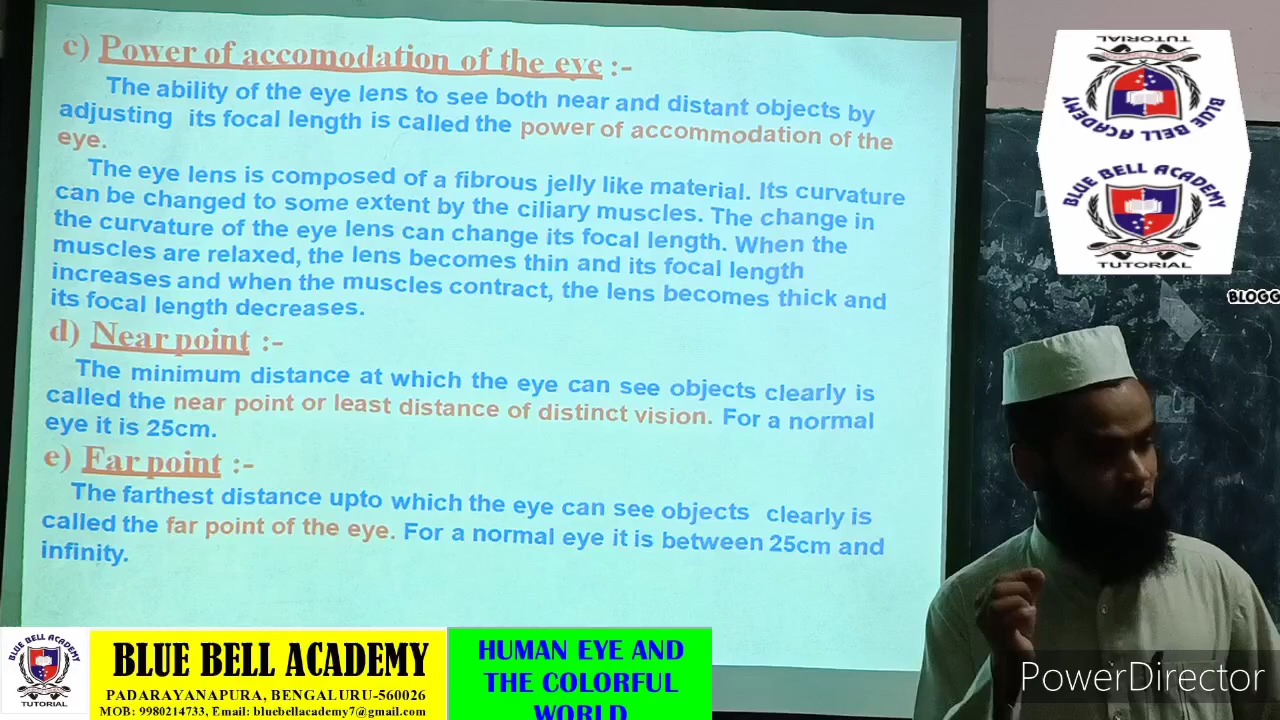 c) Power of accomodation of the eye :-
The ability of the eye lens to see both near and distant objects by
adjusting its focal length is called the power of accommodation of the
eye.
The eye lens is composed of a fibrous jelly like material. Its curvature
can be changed to some extent by the ciliary muscles. The change in
the curvature of the eye lens can change its focal length. When the
muscles are relaxed, the lens becomes thin and its focal length
increases and when the muscles contract, the lens becomes thick and
its focal length decreases.
d) Near point :-
The minimum distance at which the eye can see objects clearly is
called the near point or least distance of distinct vision. For a normal
eye it is 25cm.
e) Far point :-
The farthest distance upto which the eye can see objects clearly is
called the far point of the eye. For a normal eye it is between 25cm and
infinity.
TUTORIAL
BLUE BELL ACADEMY
BLUE BELL ACADEMY
TUTORIAL
BLOGG
BLUE BELL ACADEMY
TUTORIAL
BLUE BELL ACADEMY
PADARAYANAPURA, BENGALURU-560026
MOB: 9980214733, Email: bluebellacademy7@gmail.com
HUMAN EYE AND
THE COLORFUL
WORLD
PowerDirector